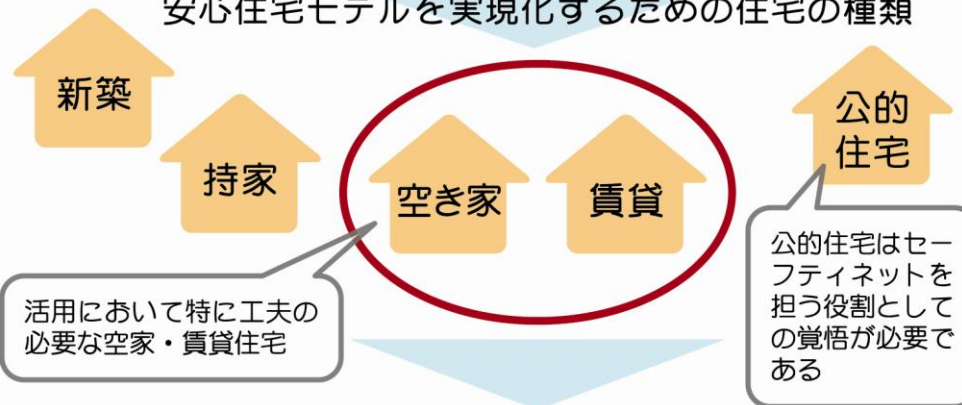 安心住宅モデルを実現化するための住宅の種類
新築
持家
空き家
賃貸
公的
住宅
活用において特に工夫の
必要な空家・賃貸住宅
公的住宅はセー
フティネットを
担う役割として
の覚悟が必要で
ある